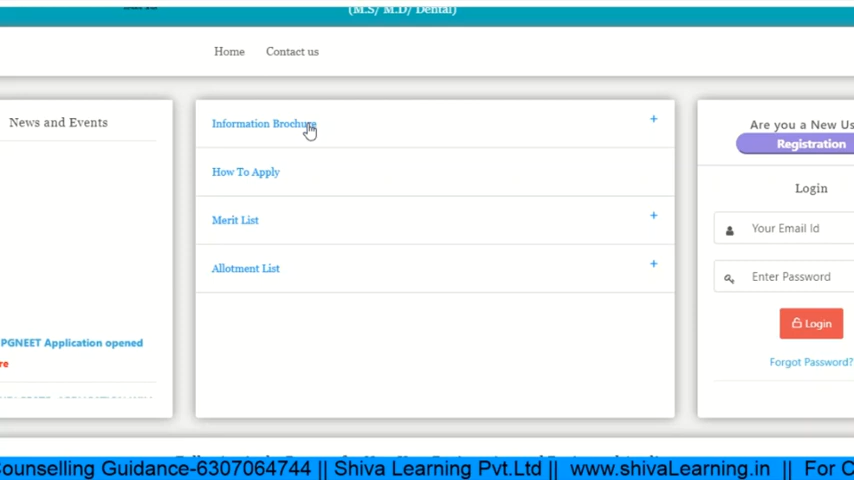 (M.S/ M.D/ Dental)
Home Contact us
News and Events
PGNEET Application opened
re
Information Brochure +
How To Apply
Merit List +
Allotment List +
Are you a New Us
Registration
Login
Your Email Id
Enter Password
Login
Forgot Password?
ounselling Guidance-6307064744 || Shiva Learning Pvt.Ltd || www.shivaLearning.in || For C